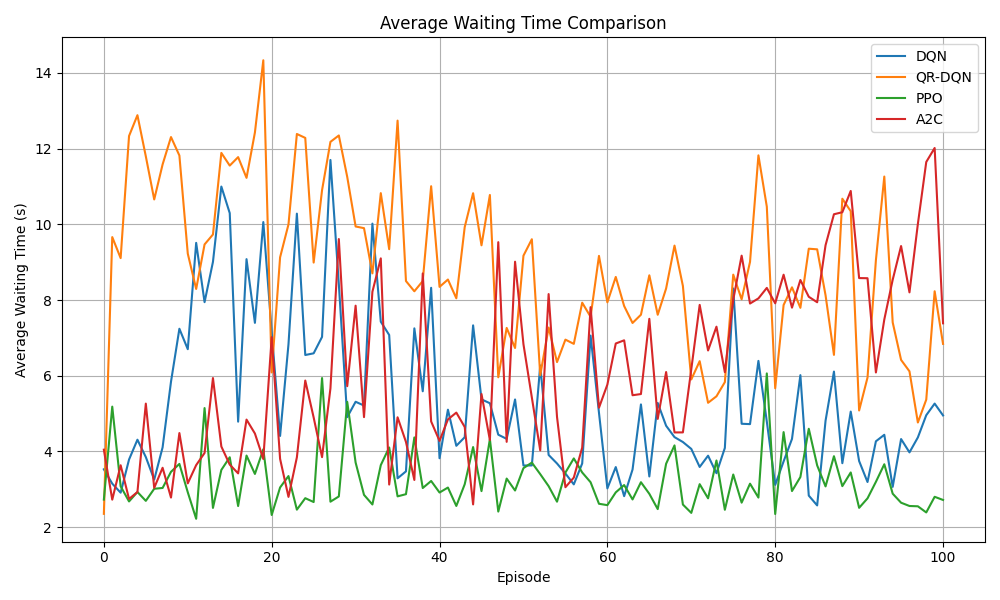 Average Waiting Time Comparison
Average Waiting Time (s)
14
12
10
8
6
4
2
0
20
40
60
80
100
Episode
DQN
QR-DQN
PPO
A2C